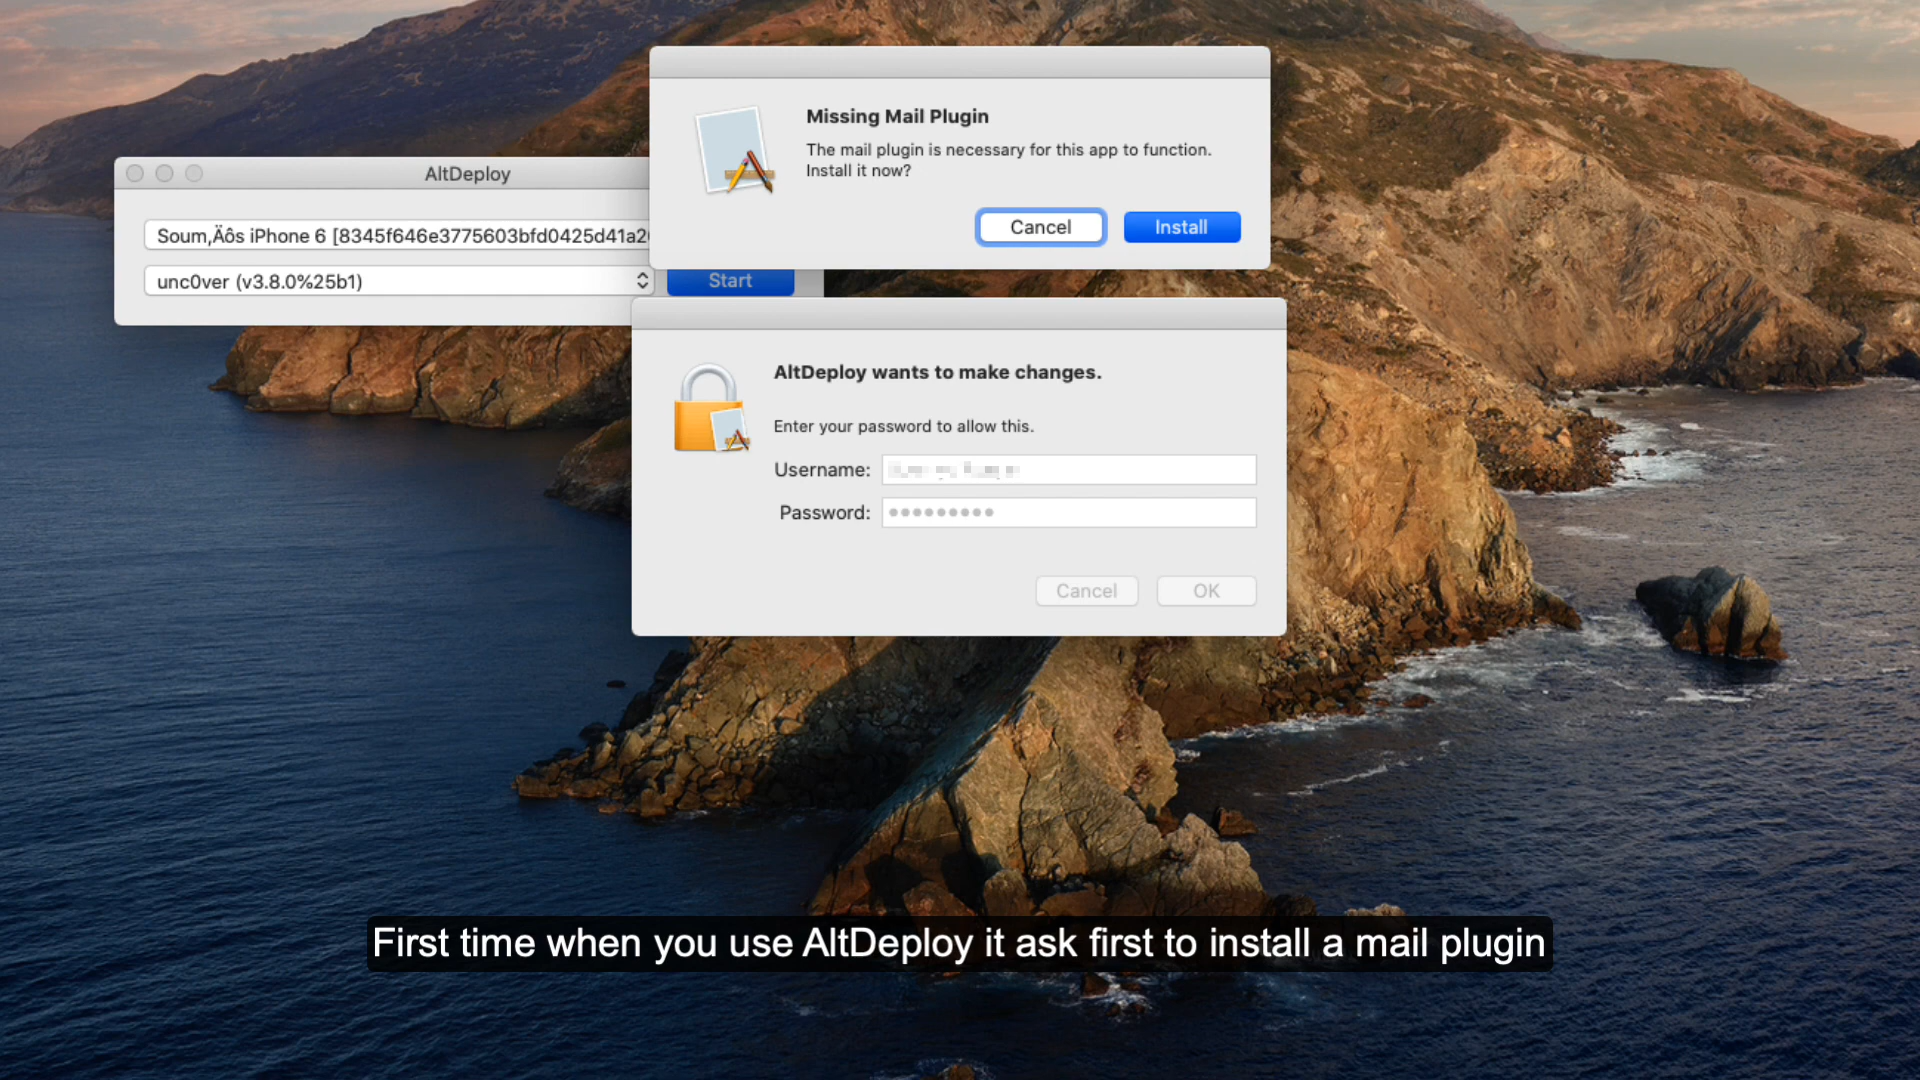 Missing Mail Plugin
The mail plugin is necessary for this app to function.
Install it now?
Cancel
Install
AltDeploy
Soum,Äôs iPhone 6 [8345f646e3775603bfd0425d41a2
unc0ver (v3.8.0%25b1)
Start
AltDeploy wants to make changes.
Enter your password to allow this.
Username:
Password:
Cancel
OK
First time when you use AltDeploy it ask first to install a mail plugin